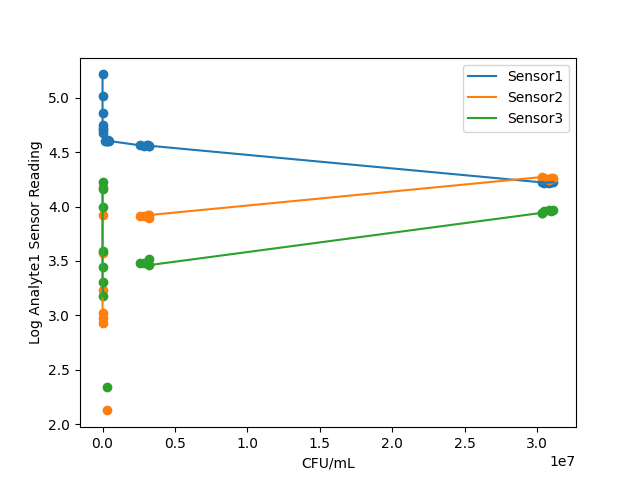 Sensor1
Sensor2
Sensor3
5.0
4.5
4.0
3.5
3.0
2.5
2.0
Log Analyte1 Sensor Reading
0.0 0.5 1.0 1.5 2.0 2.5 3.0
1e7
CFU/mL